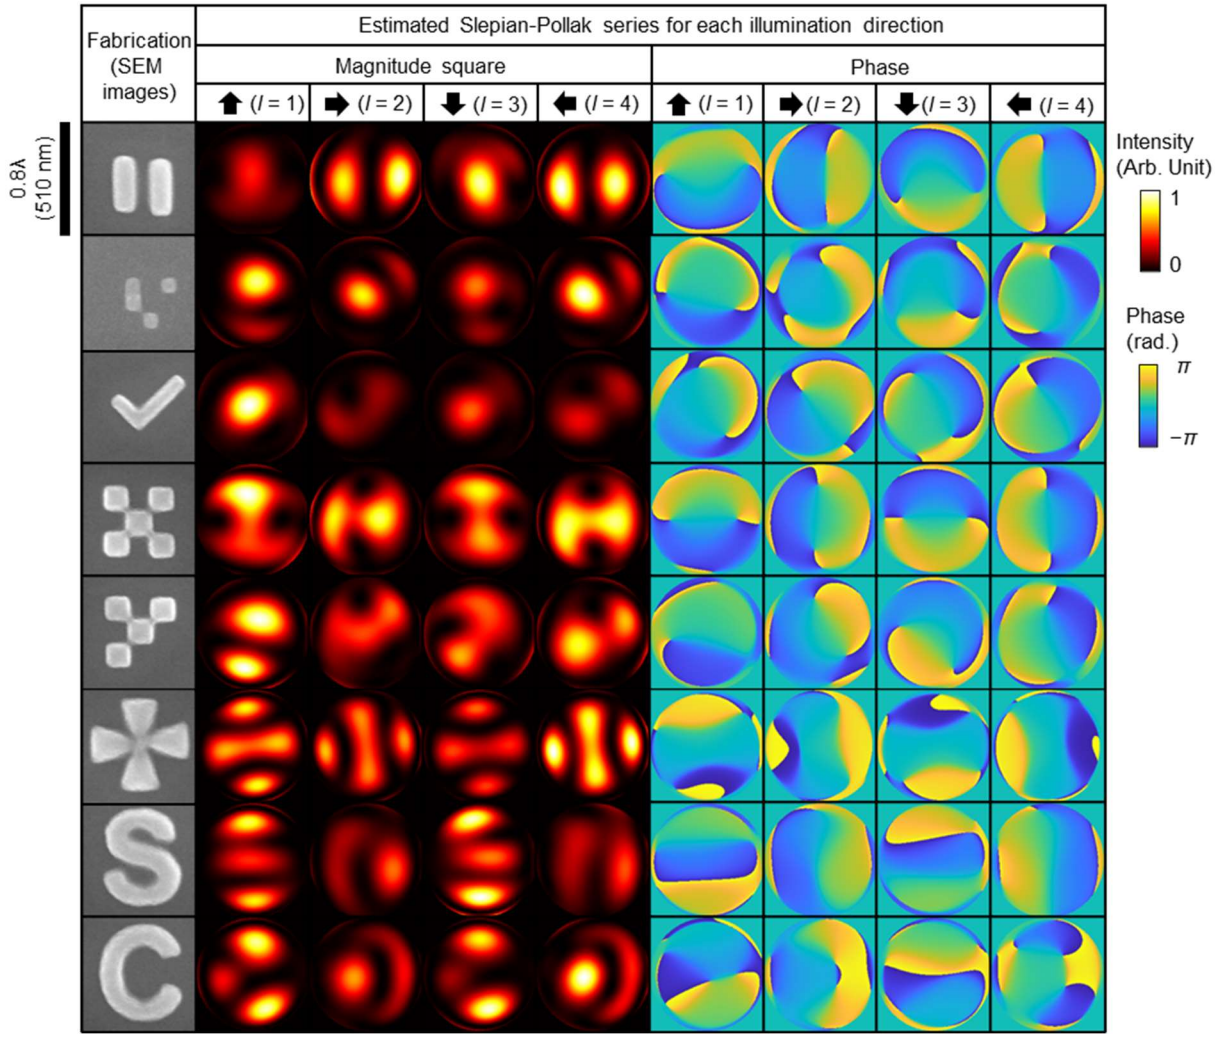 Estimated Slepian-Pollak series for each illumination direction
Fabrication
(SEM
images)
Magnitude square
Phase
(l = 1)
(l = 2)
(l = 3)
(l = 4)
(l = 1)
(l = 2)
(l = 3)
(l = 4)
0.8λ
(510 nm)
Intensity
(Arb. Unit)
1
0
Phase
(rad.)
π
−π